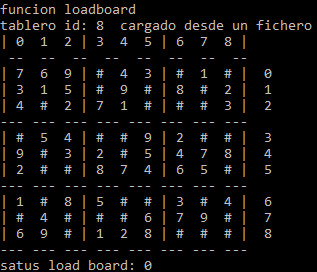 funcion loadboard
tablero id: 8  cargado desde un fichero
| 0  1  2 | 3  4  5 | 6  7  8 |
 --  --  --- --- --- --- ---
| 7  6  9 | #  4  3 | #  1  # |   0
| 3  1  5 | #  9  # | 8  #  2 |   1
| 4  #  2 | 7  1  # | #  #  3 |   2
--- --- --- --- --- --- ---
| #  5  4 | #  #  9 | 2  #  # |   3
| 9  #  3 | 2  #  5 | 4  7  8 |   4
| 2  #  # | 8  7  4 | 6  5  # |   5
--- --- --- --- --- --- ---
| 1  #  8 | 5  #  # | 3  #  4 |   6
| #  4  # | #  #  6 | 7  9  # |   7
| 6  9  # | 1  2  8 | #  #  # |   8
--- --- --- --- --- --- ---
satus load board: 0